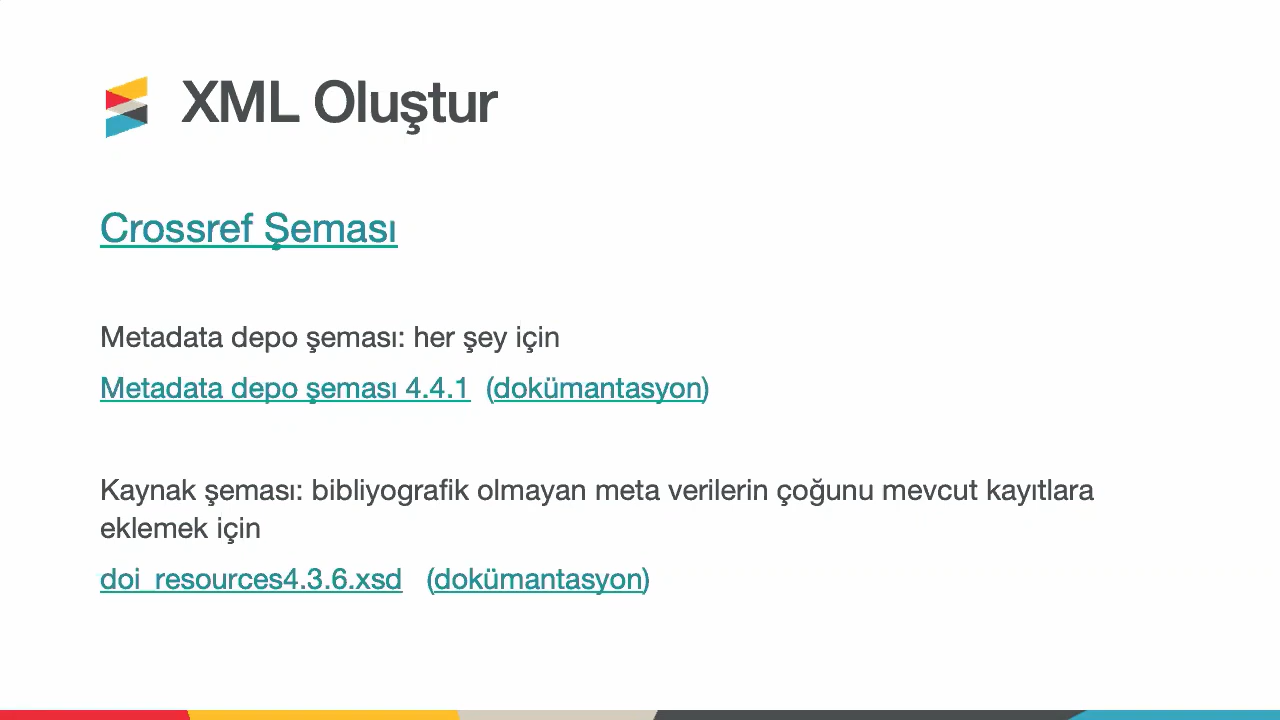 XML Oluştur
Crossref Şeması
Metadata depo şeması: her şey için
Metadata depo şeması 4.4.1 (dokümantasyon)
Kaynak şeması: bibliyografik olmayan meta verilerin çoğunu mevcut kayıtlara
eklemek için
doi_resources4.3.6.xsd (dokümantasyon)